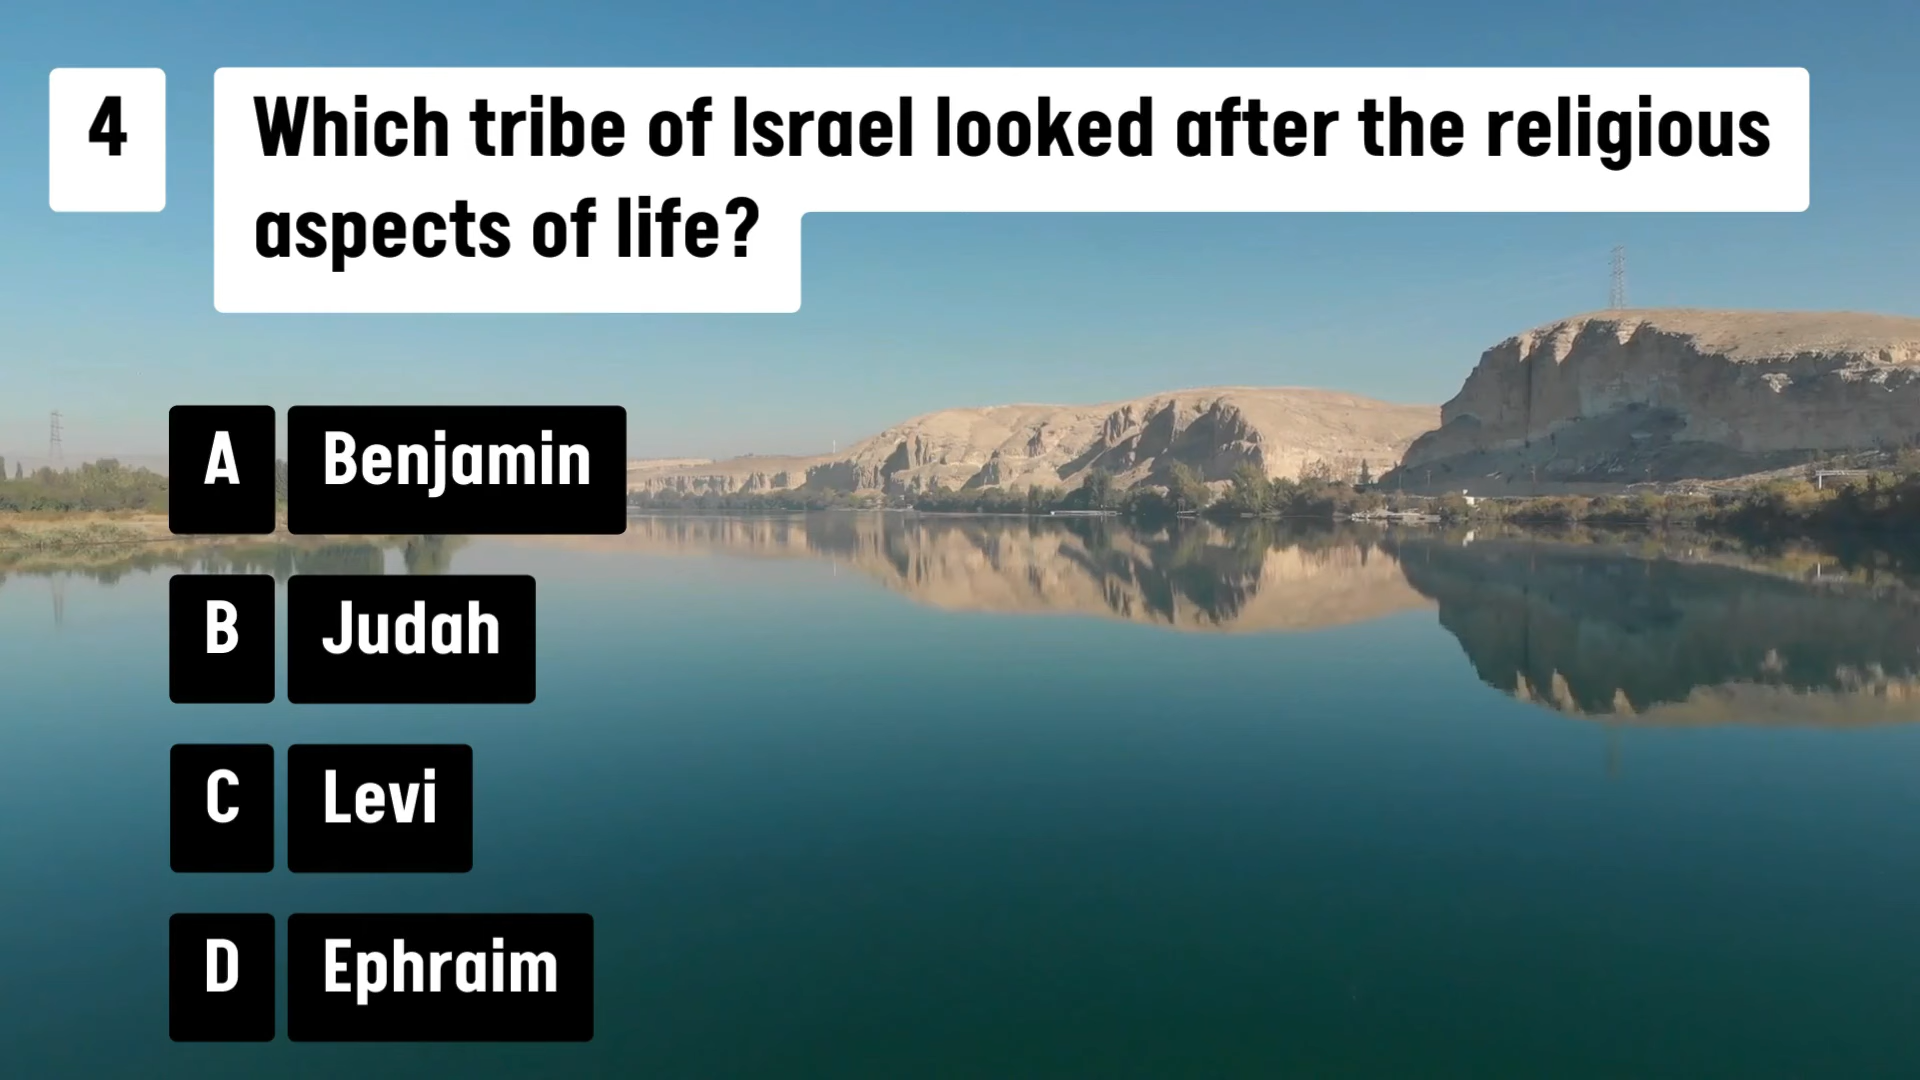 4
Which tribe of Israel looked after the religious
aspects of life?
A Benjamin
B Judah
C Levi
D Ephraim